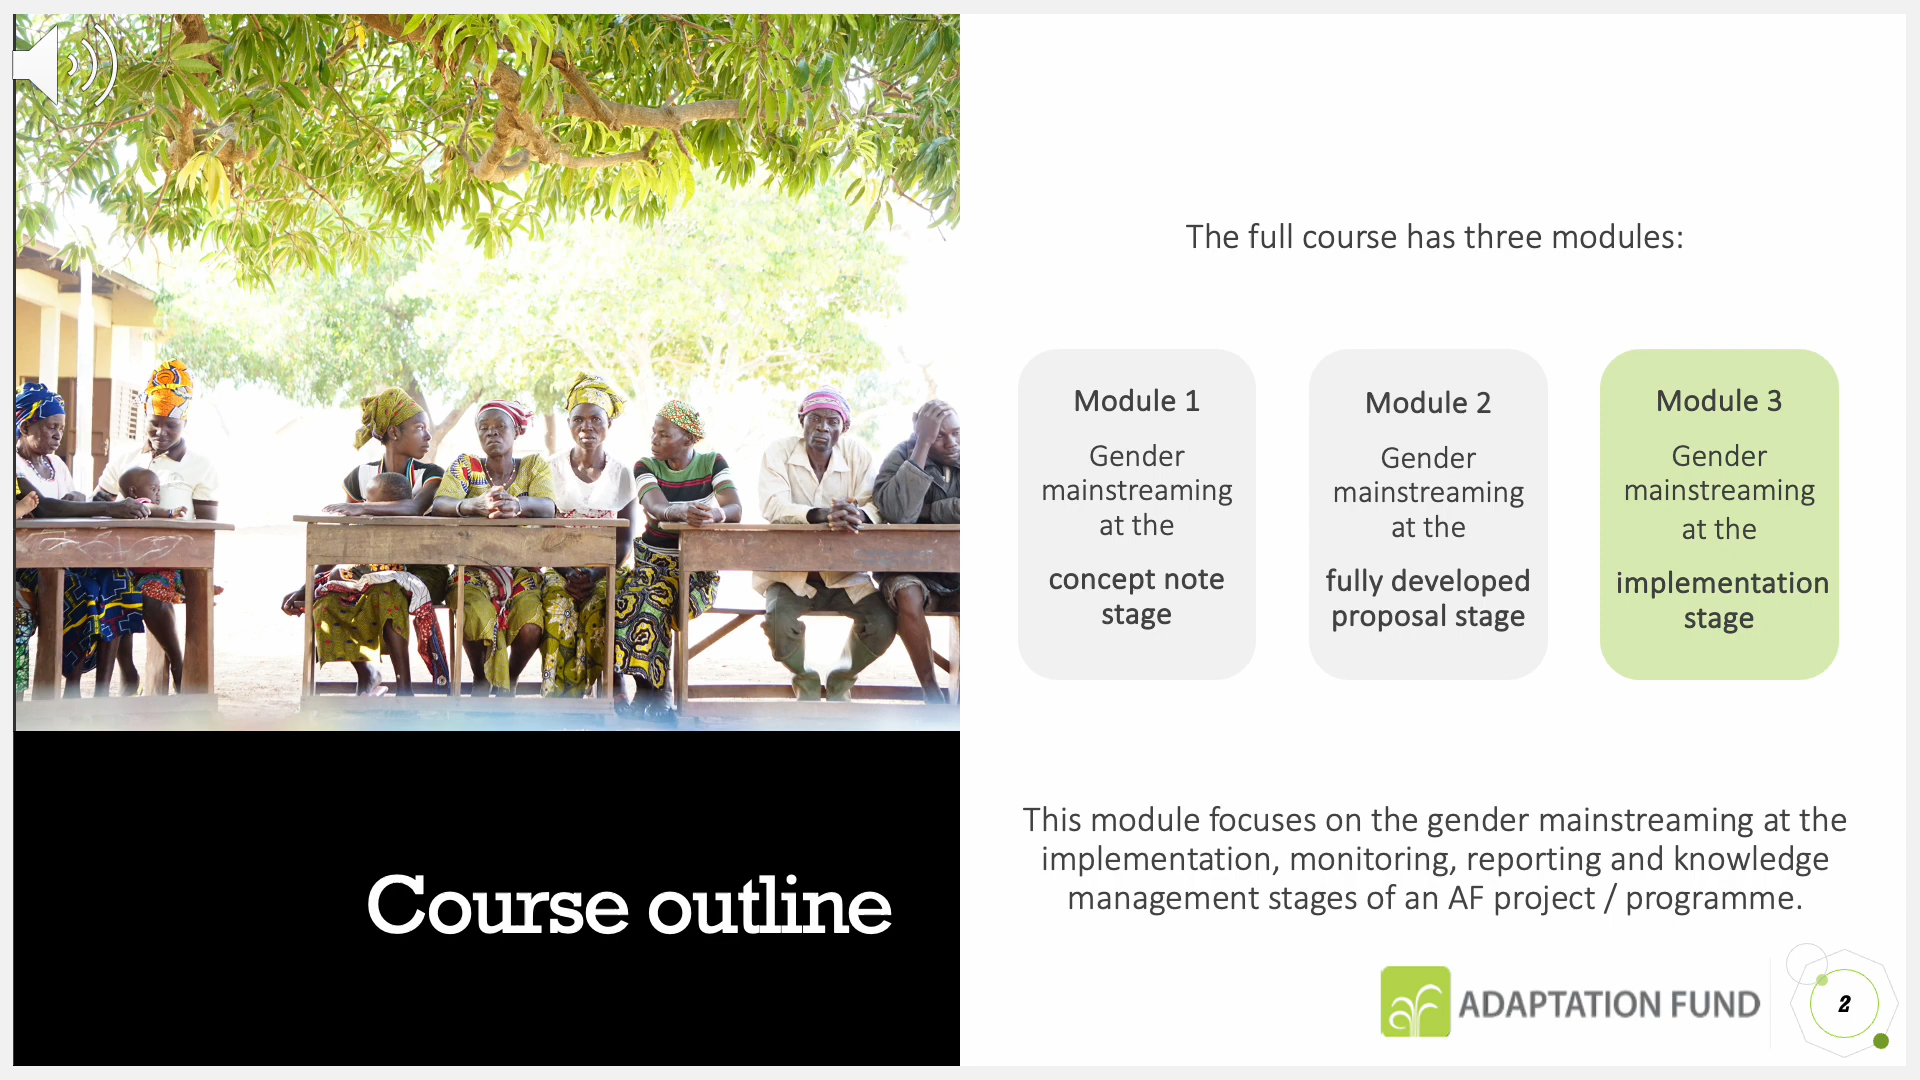 Course outline
The full course has three modules:
Module 1
Gender
mainstreaming
at the
concept note
stage
Module 2
Gender
mainstreaming
at the
fully developed
proposal stage
Module 3
Gender
mainstreaming
at the
implementation
stage
This module focuses on the gender mainstreaming at the
implementation, monitoring, reporting and knowledge
management stages of an AF project / programme.
ADAPTATION FUND
2